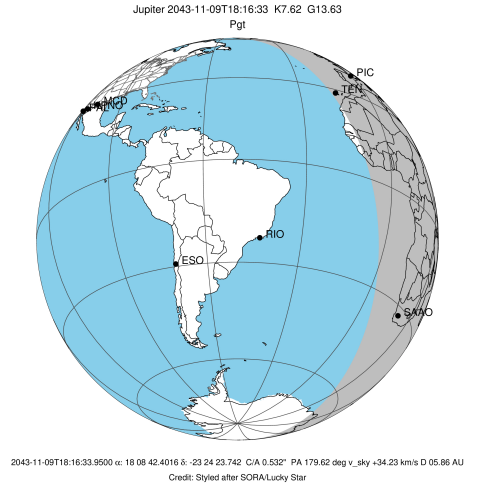 Jupiter 2043-11-09T18:16:33 K7.62 G13.63
Pgt
PIC
TEN
MCD
RIO
ESO
SAAO
2043-11-09T18:16:33.9500 α: 18 08 42.4016 δ: -23 24 23.742 C/A 0.532" PA 179.62 deg v_sky +34.23 km/s D 05.86 AU
Credit: Styled after SORA/Lucky Star